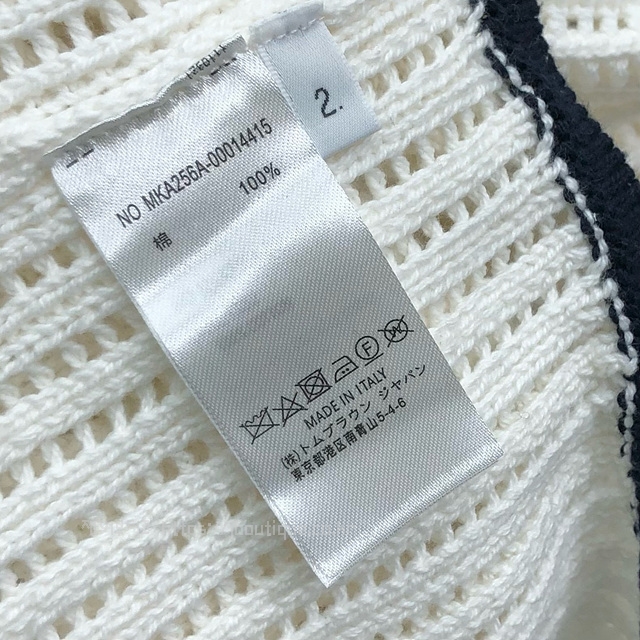 2.
NO MKA256A-00014415
棉 100%
MADE IN ITALY
(株)トムブラウン ジャパン
東京都港区南青山5-4-6